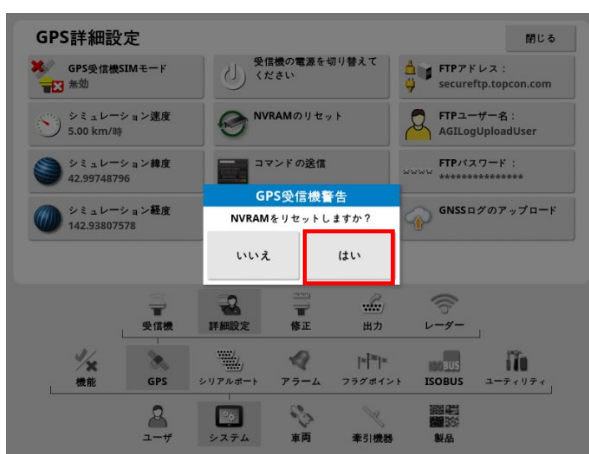 GPS詳細設定
閉じる
GPS受信機SIMモード
無効
受信機の電源を切り替えて
ください
FTPアドレス：
secureftp.topcon.com
シミュレーション速度
5.00 km/時
NVRAMのリセット
FTPユーザー名：
AGILogUploadUser
シミュレーション緯度
42.99748796
コマンドの送信
FTPパスワード：
***************
シミュレーション経度
142.93807578
GNSSログのアップロード
GPS受信機警告
NVRAMをリセットしますか？
いいえ
はい
受信機
詳細設定
修正
出力
レーダー
機能
GPS
シリアルポート
アラーム
フラグポイント
BUS
ISOBUS
ユーティリティ
ユーザ
システム
車両
牽引機器
製品